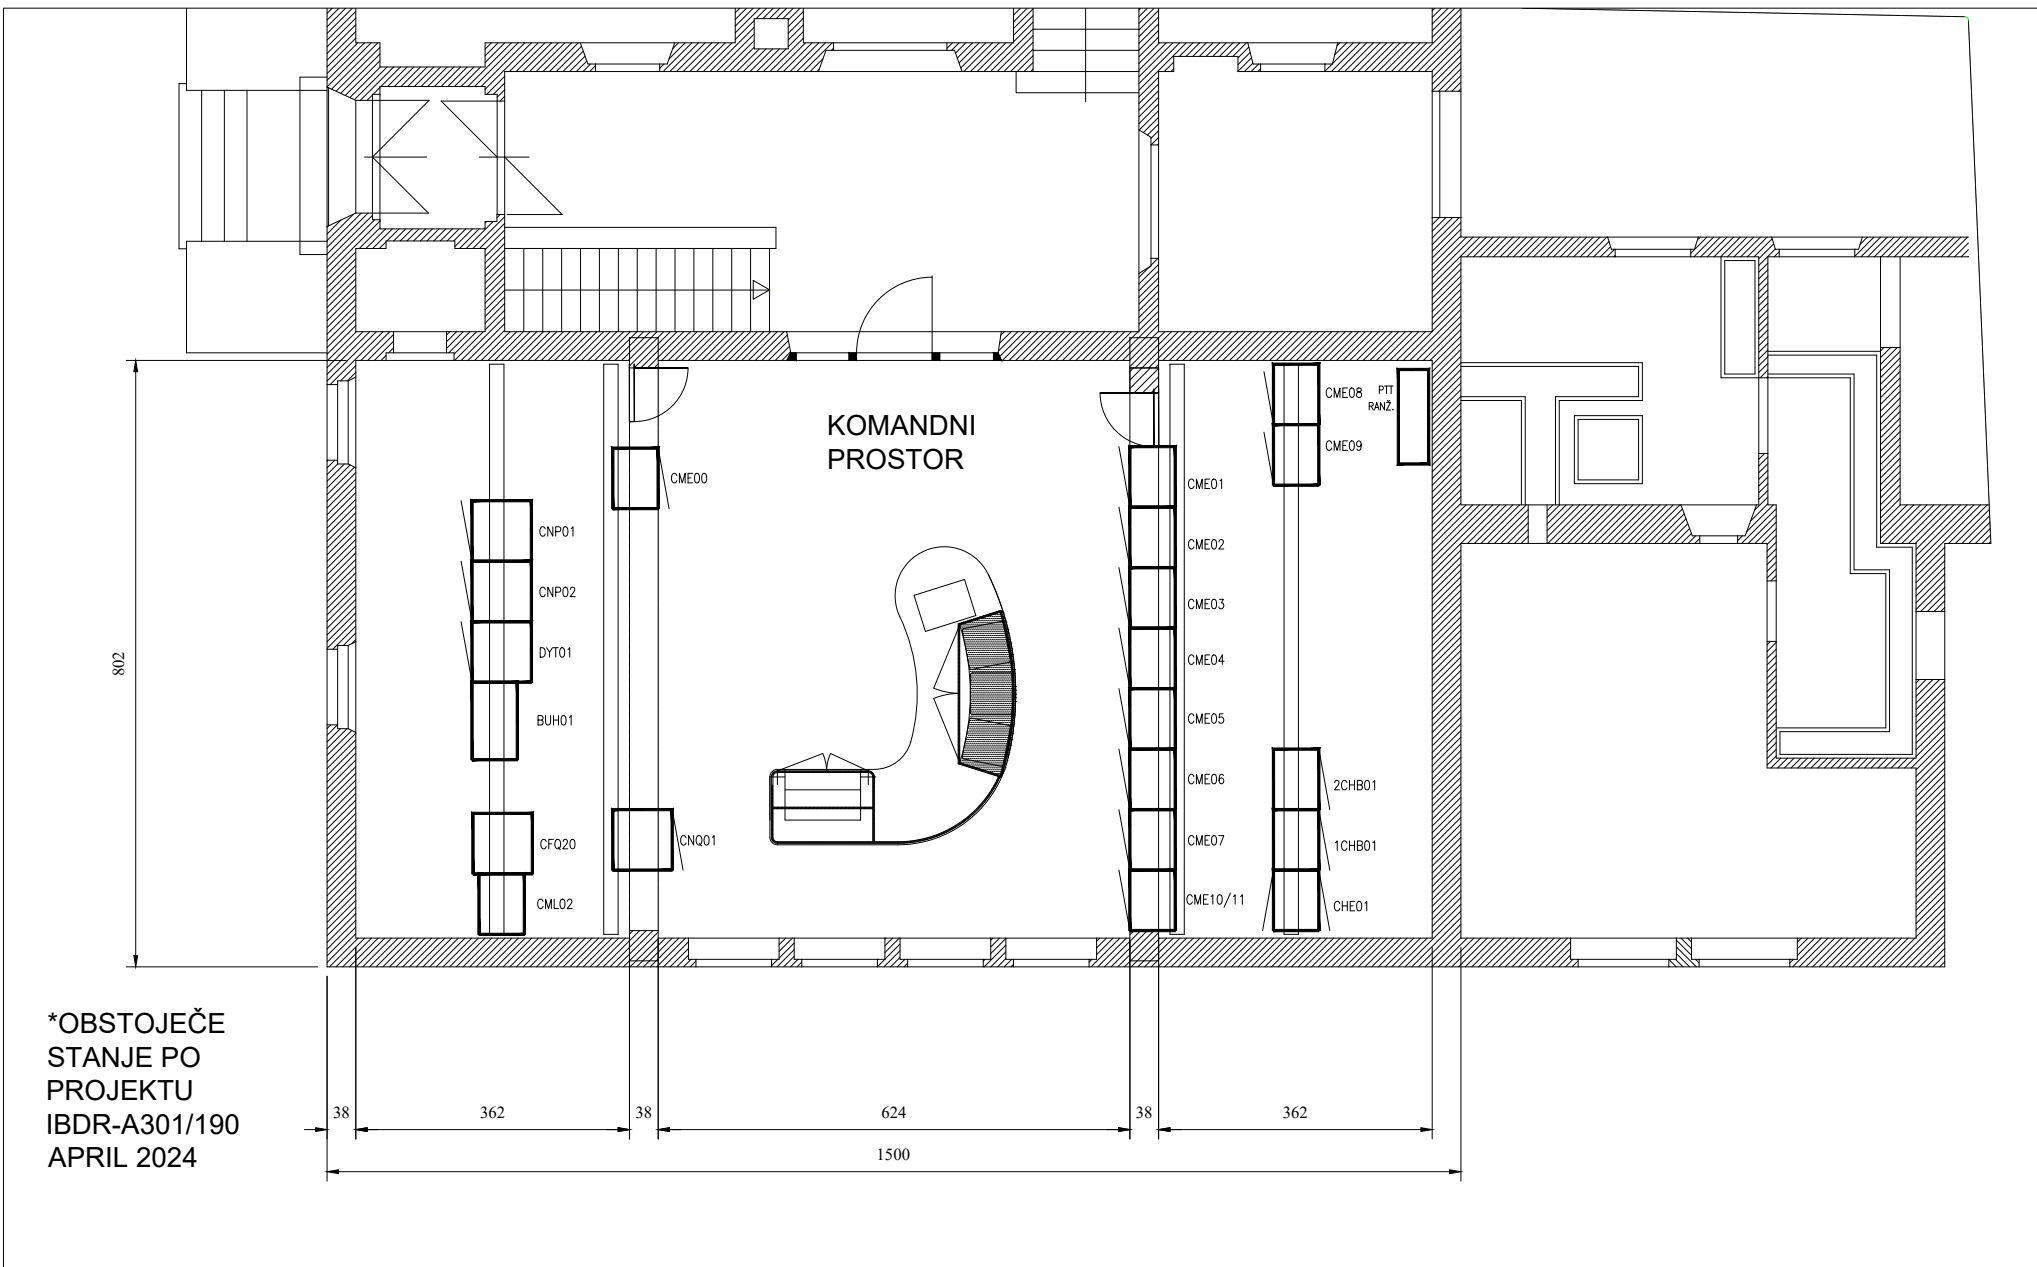 KOMANDNI
PROSTOR
CME08
PTT
RANŽ.
CME09
CME00
CME01
CNP01
CME02
CNP02
CME03
DYT01
CME04
BUH01
CME05
CME06
2CHB01
CFQ20
CNQ01
CME07
1CHB01
CML02
CME10/11
CHE01
802
*OBSTOJEČE
STANJE PO
PROJEKTU
IBDR-A301/190
APRIL 2024
38
362
38
624
38
362
1500